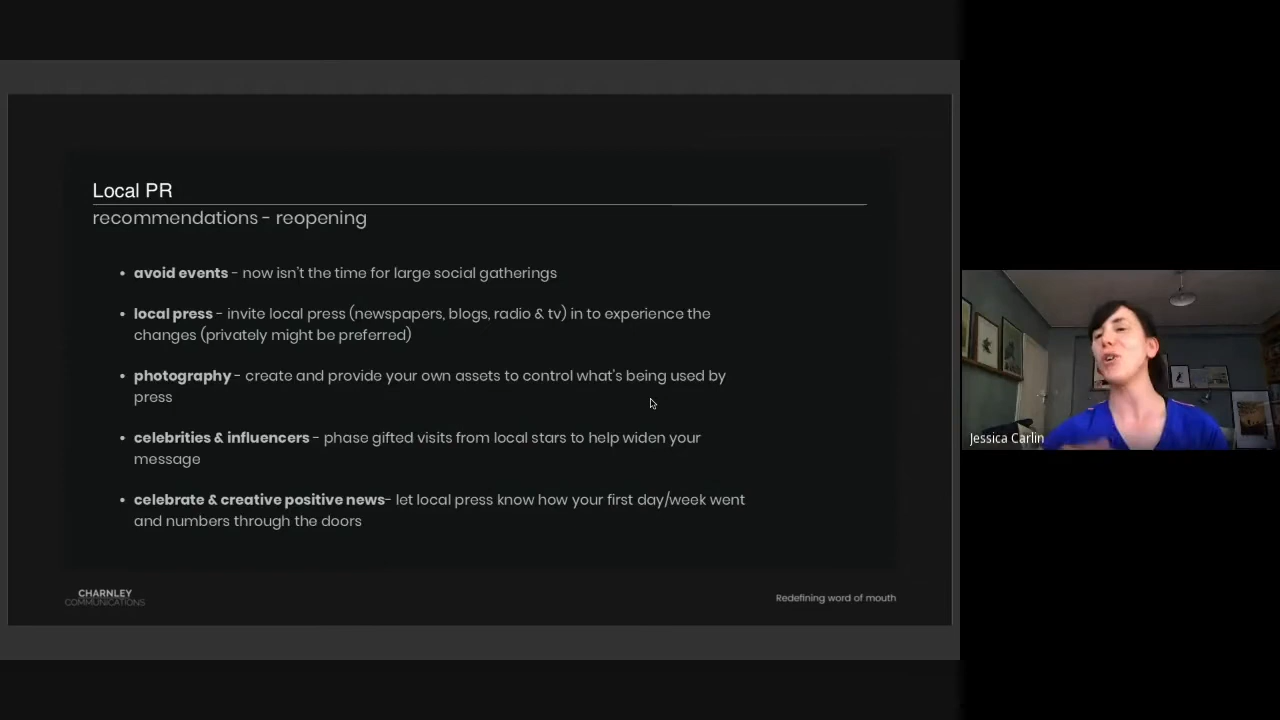 Local PR
recommendations - reopening
• avoid events - now isn't the time for large social gatherings
• local press - invite local press (newspapers, blogs, radio & tv) in to experience the
changes (privately might be preferred)
• photography - create and provide your own assets to control what's being used by
press
• celebrities & influencers - phase gifted visits from local stars to help widen your
message
• celebrate & creative positive news- let local press know how your first day/week went
and numbers through the doors
CHARNLEY
COMMUNICATIONS
Redefining word of mouth
Jessica Carlin